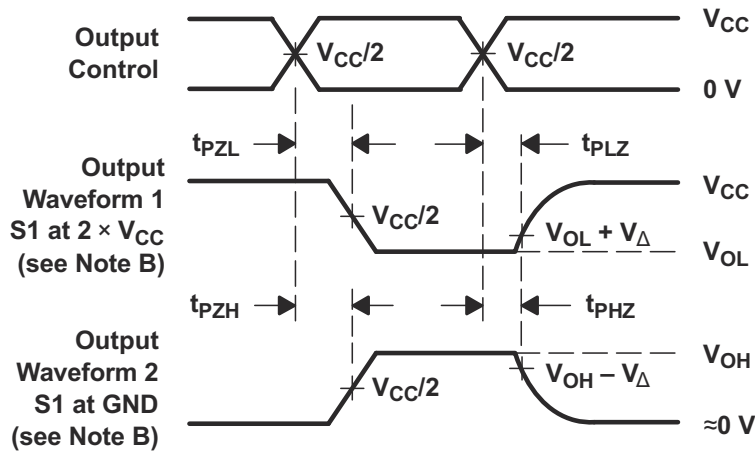 Output
Control
V_CC/2
V_CC/2
V_CC
0 V
t_PZL
t_PLZ
Output
Waveform 1
S1 at 2 × V_CC
(see Note B)
V_CC/2
V_CC
V_OL + V_Δ
V_OL
t_PZH
t_PHZ
Output
Waveform 2
S1 at GND
(see Note B)
V_CC/2
V_OH
V_OH – V_Δ
≈0 V